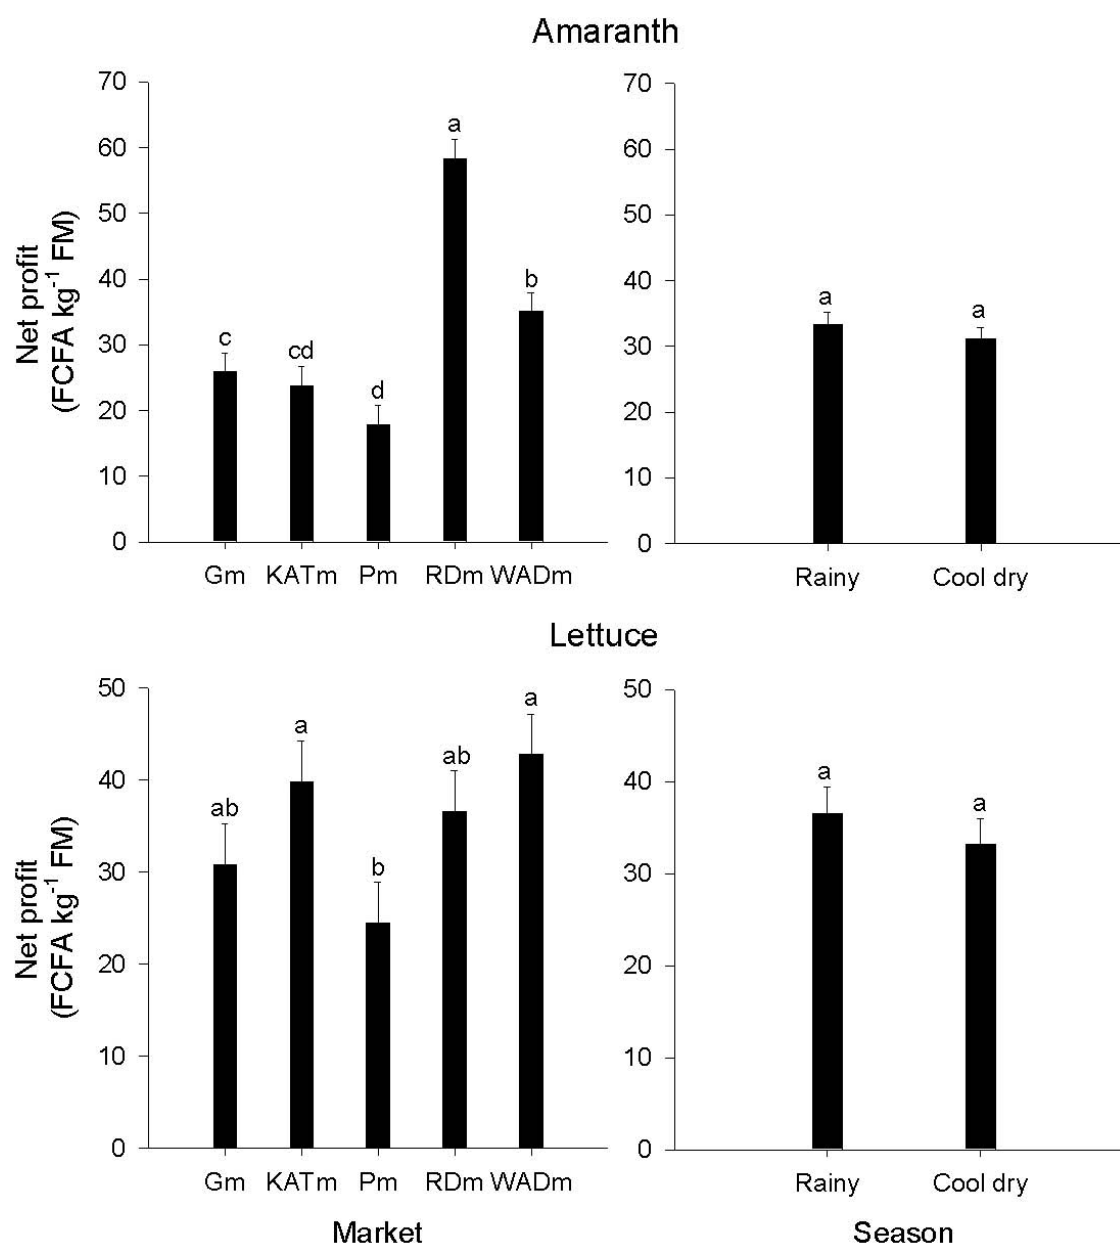 Amaranth
Net profit
(FCFA kg⁻¹ FM)
70
60
50
40
30
20
10
0
c
cd
d
a
b
Gm KATm Pm RDm WADm
70
60
50
40
30
20
10
0
a
a
Rainy Cool dry
Lettuce
Net profit
(FCFA kg⁻¹ FM)
50
40
30
20
10
0
ab
a
b
ab
a
Gm KATm Pm RDm WADm
Market
50
40
30
20
10
0
a
a
Rainy Cool dry
Season